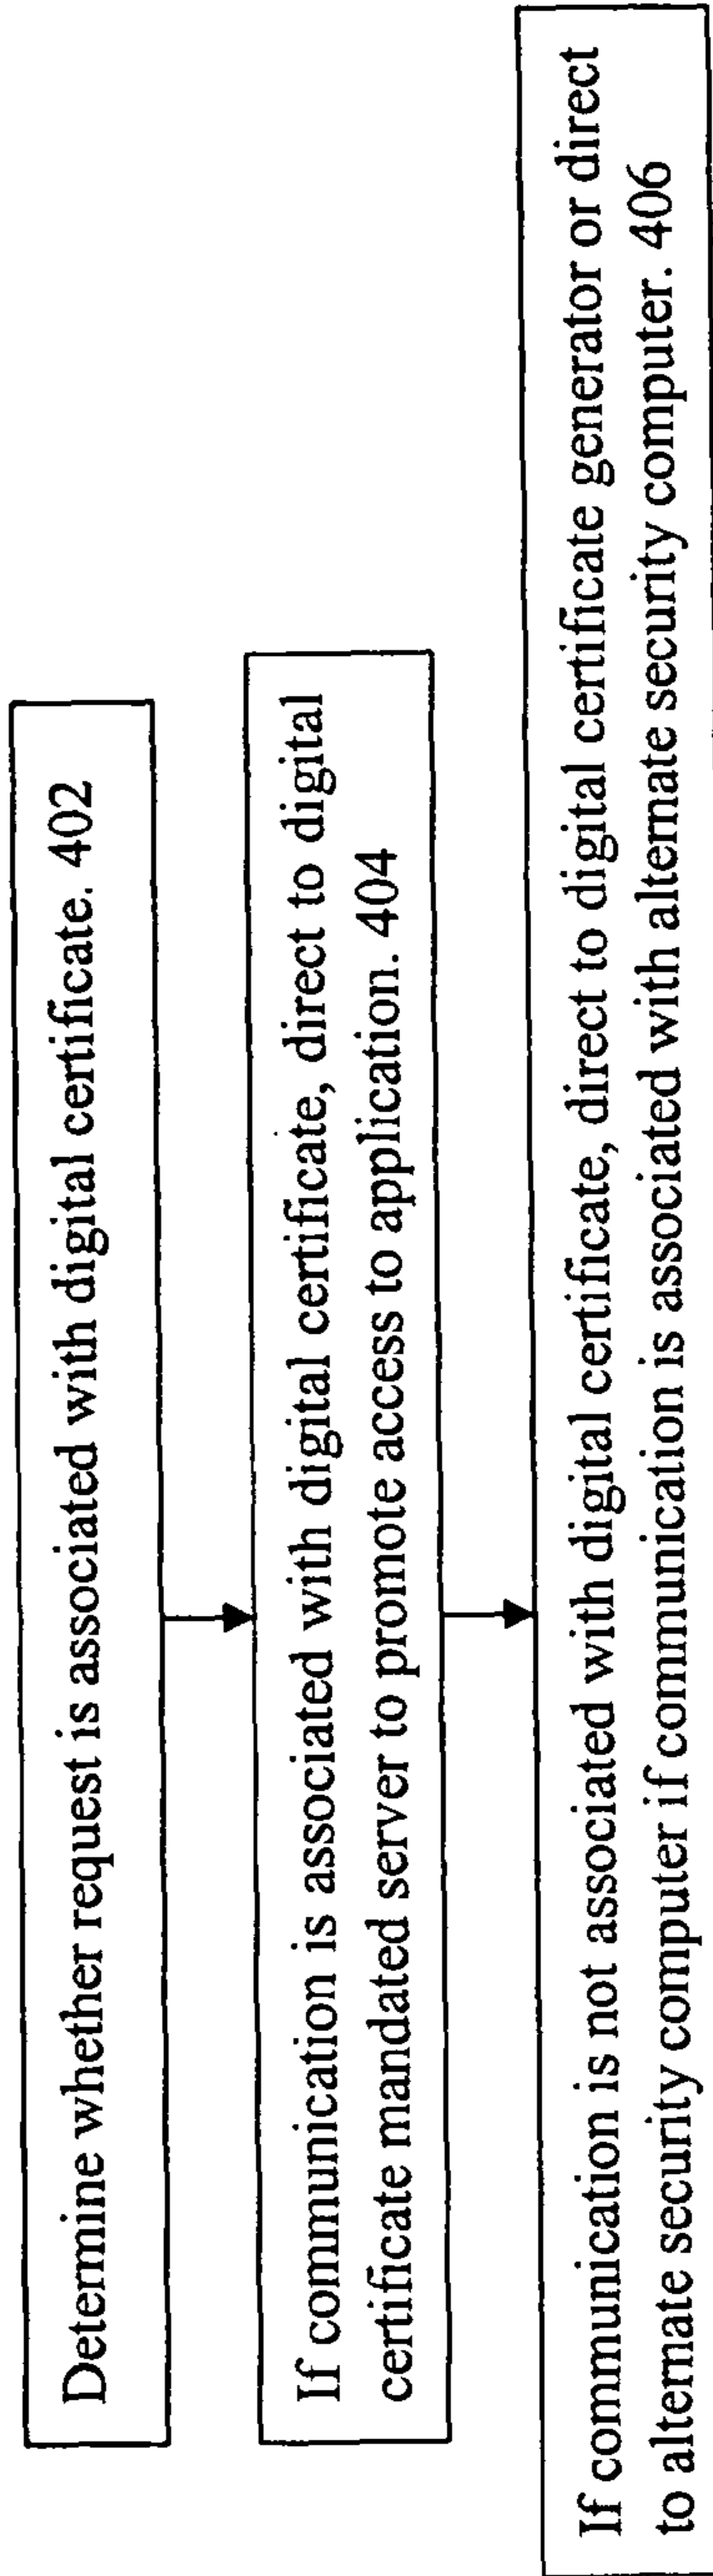 Determine whether request is associated with digital certificate. 402
If communication is associated with digital certificate, direct to digital
certificate mandated server to promote access to application. 404
If communication is not associated with digital certificate, direct to digital certificate generator or direct
to alternate security computer if communication is associated with alternate security computer. 406